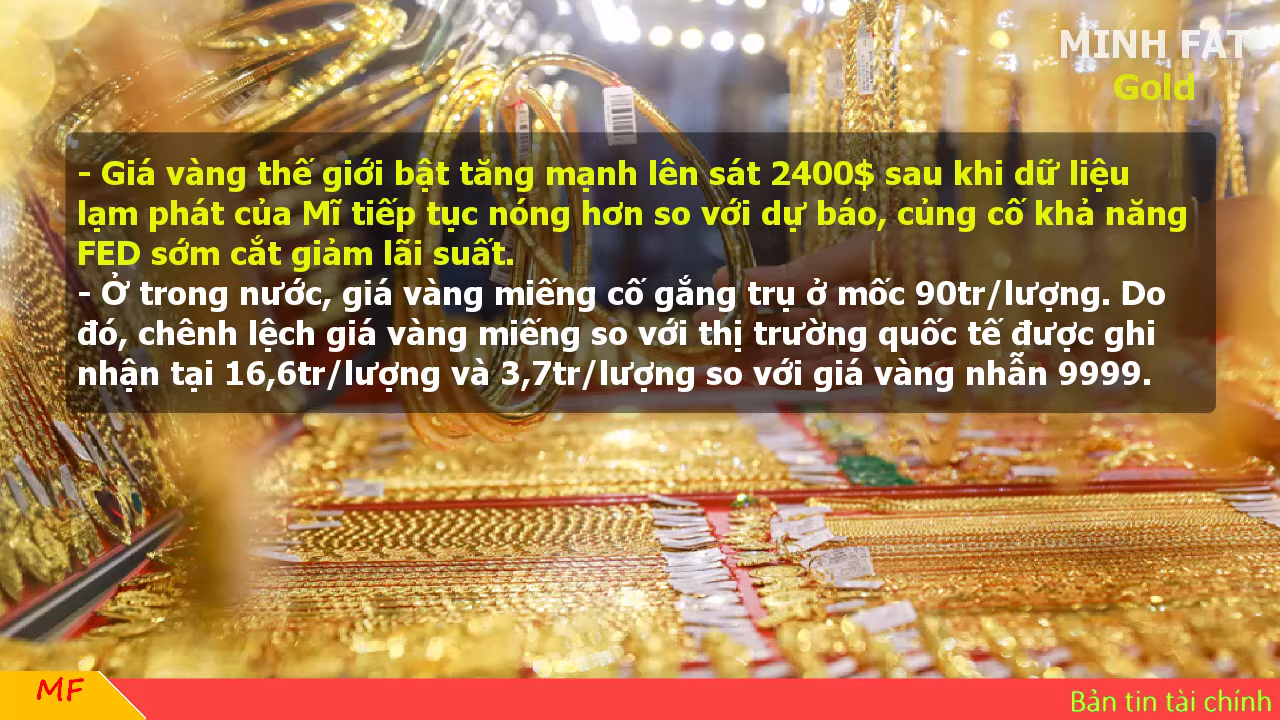 MINH FAT
Gold
- Giá vàng thế giới bật tăng mạnh lên sát 2400$ sau khi dữ liệu
lạm phát của Mĩ tiếp tục nóng hơn so với dự báo, củng cố khả năng
FED sớm cắt giảm lãi suất.
- Ở trong nước, giá vàng miếng cố gắng trụ ở mốc 90tr/lượng. Do
đó, chênh lệch giá vàng miếng so với thị trường quốc tế được ghi
nhận tại 16,6tr/lượng và 3,7tr/lượng so với giá vàng nhẫn 9999.
MF
Bản tin tài chính